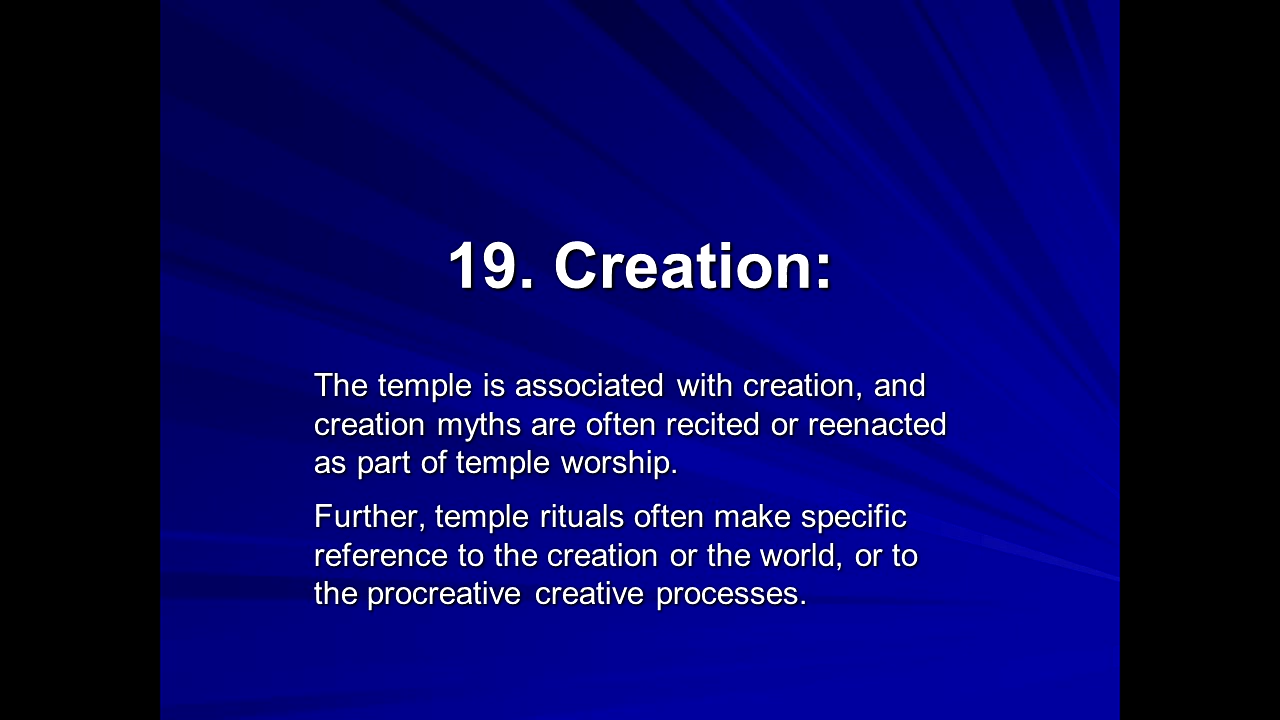 19. Creation:
The temple is associated with creation, and
creation myths are often recited or reenacted
as part of temple worship.
Further, temple rituals often make specific
reference to the creation or the world, or to
the procreative creative processes.